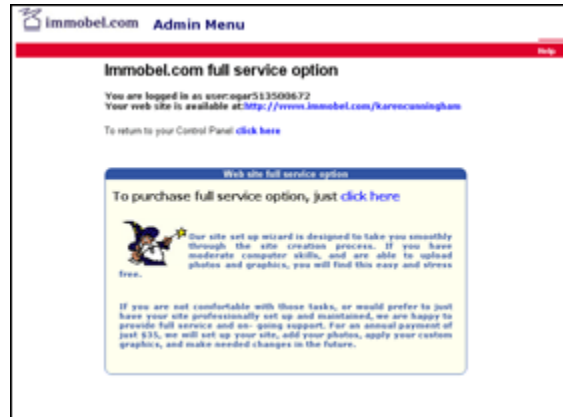 immobel.com Admin Menu
Help
Immobel.com full service option
You are logged in as user:ogar513500672
Your web site is available at:http://www.immobel.com/karencunningham
To return to your Control Panel click here
Web site full service option
To purchase full service option, just click here
Our site set up wizard is designed to take you smoothly
through the site creation process. If you have
moderate computer skills, and are able to upload
photos and graphics, you will find this easy and stress
free.
If you are not comfortable with those tasks, or would prefer to just
have your site professionally set up and maintained, we are happy to
provide full service and on- going support. For an annual payment of
just $35, we will set up your site, add your photos, apply your custom
graphics, and make needed changes in the future.